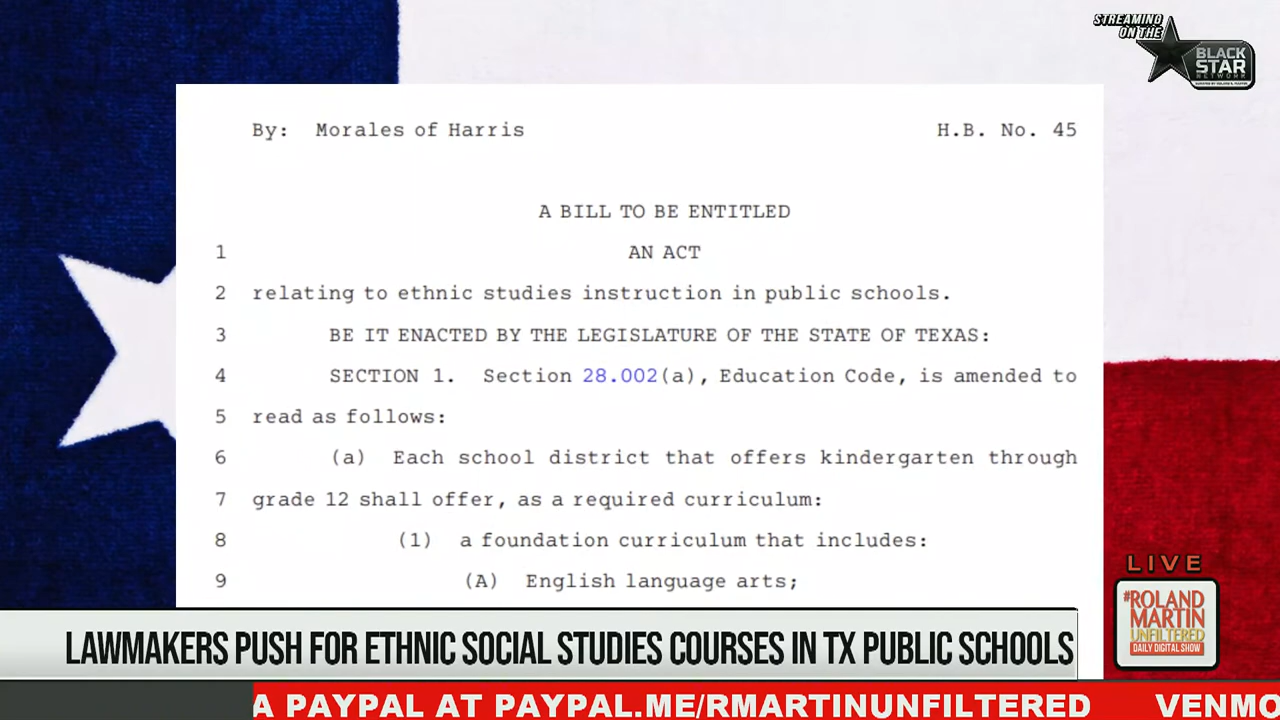 STREAMING
ON THE
BLACK
STAR
NETWORK
By: Morales of Harris H.B. No. 45
A BILL TO BE ENTITLED
1 AN ACT
2 relating to ethnic studies instruction in public schools.
3 BE IT ENACTED BY THE LEGISLATURE OF THE STATE OF TEXAS:
4 SECTION 1. Section 28.002(a), Education Code, is amended to
5 read as follows:
6 (a) Each school district that offers kindergarten through
7 grade 12 shall offer, as a required curriculum:
8 (1) a foundation curriculum that includes:
9 (A) English language arts;
LIVE
#ROLAND
MARTIN
UNFILTERED
DAILY DIGITAL SHOW
LAWMAKERS PUSH FOR ETHNIC SOCIAL STUDIES COURSES IN TX PUBLIC SCHOOLS
A PAYPAL AT PAYPAL.ME/RMARTINUNFILTERED VENMO